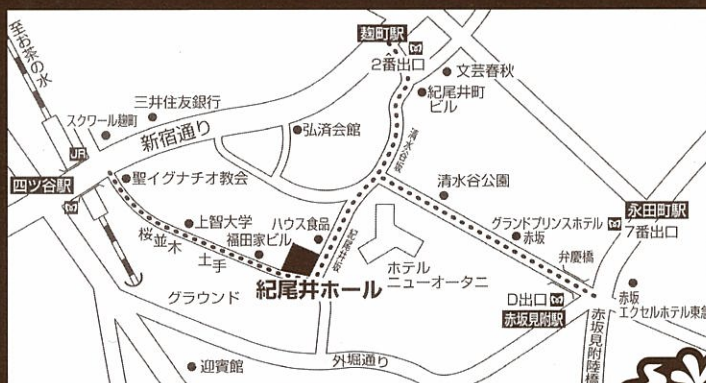 至お茶の水
麹町駅
2番出口
文芸春秋
紀尾井町
ビル
三井住友銀行
スクワール麹町
新宿通り
弘済会館
清水谷坂
JR
四ツ谷駅
聖イグナチオ教会
清水谷公園
上智大学
ハウス食品
福田家ビル
桜並木
土手
紀尾井坂
グランドプリンスホテル
赤坂
永田町駅
7番出口
弁慶橋
ホテル
ニューオータニ
紀尾井ホール
グラウンド
D出口
赤坂見附駅
赤坂
エクセルホテル東急
赤坂見附陸橋
迎賓館
外堀通り